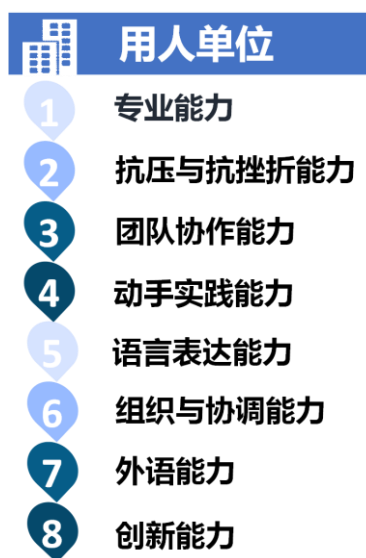 用人单位
1 专业能力
2 抗压与抗挫折能力
3 团队协作能力
4 动手实践能力
5 语言表达能力
6 组织与协调能力
7 外语能力
8 创新能力